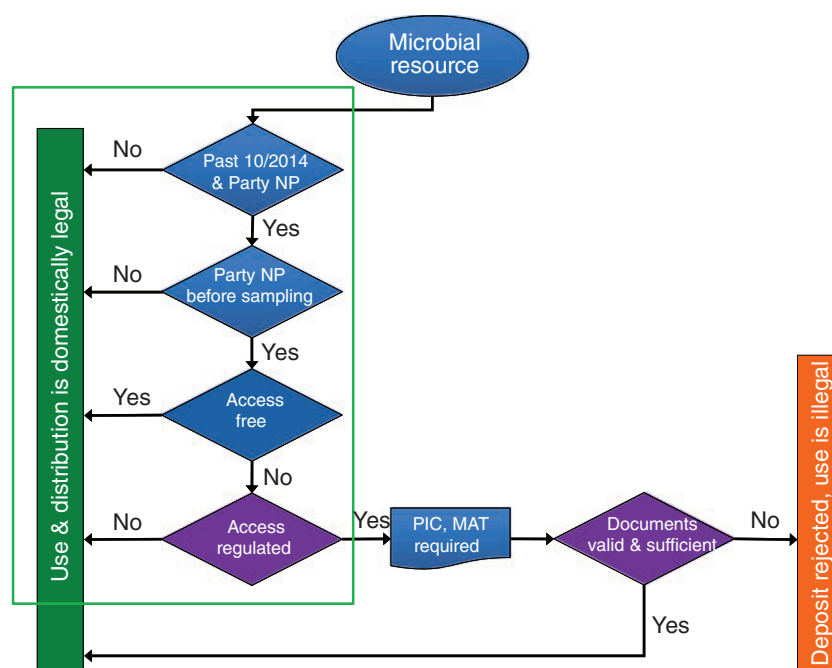 Microbial
resource
No
Past 10/2014
& Party NP
Yes
No
Party NP
before sampling
Yes
Yes
Access
free
No
No
Access
regulated
Yes
PIC, MAT
required
Documents
valid & sufficient
No
Yes
Use & distribution is domestically legal
Deposit rejected, use is illegal